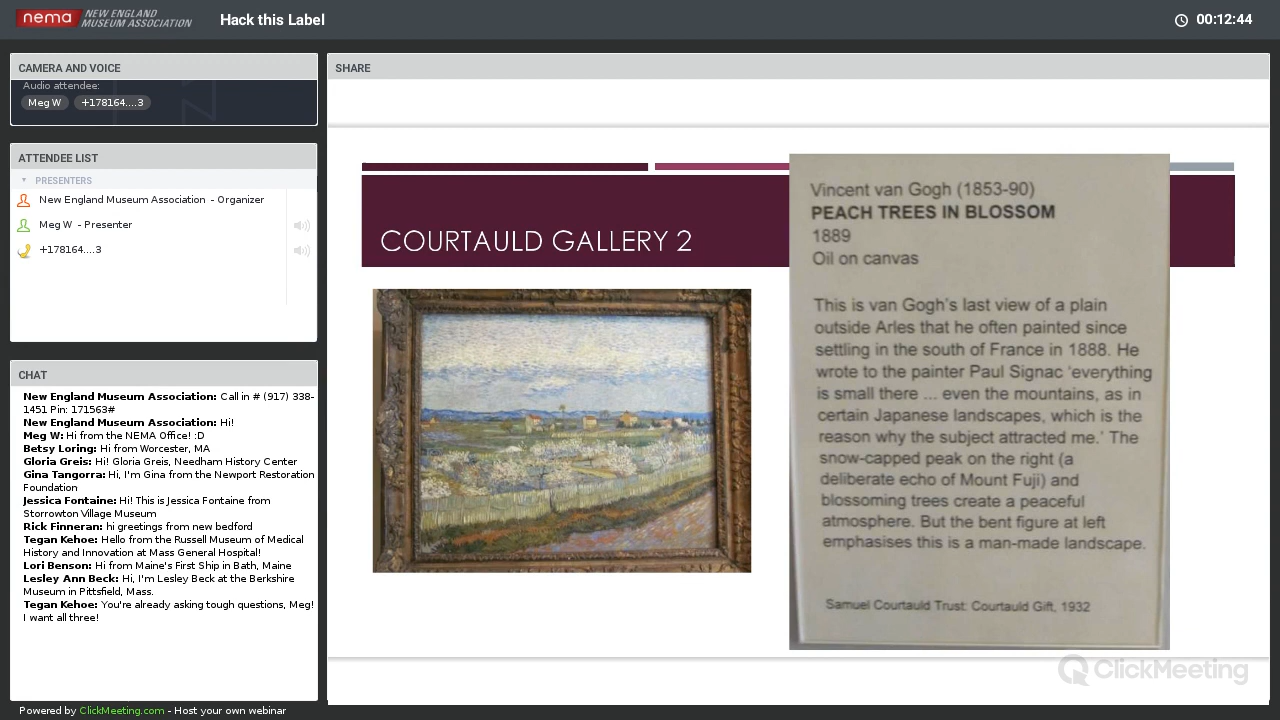 nema NEW ENGLAND
MUSEUM ASSOCIATION
Hack this Label
00:12:44
CAMERA AND VOICE
Audio attendee:
Meg W
+178164....3
ATTENDEE LIST
PRESENTERS
New England Museum Association - Organizer
Meg W - Presenter
+178164....3
CHAT
New England Museum Association: Call in # (917) 338-
1451 Pin: 171563#
New England Museum Association: Hi!
Meg W: Hi from the NEMA Office! :D
Betsy Loring: Hi from Worcester, MA
Gloria Greis: Hi! Gloria Greis, Needham History Center
Gina Tangorra: Hi, I'm Gina from the Newport Restoration
Foundation
Jessica Fontaine: Hi! This is Jessica Fontaine from
Storrowton Village Museum
Rick Finneran: hi greetings from new bedford
Tegan Kehoe: Hello from the Russell Museum of Medical
History and Innovation at Mass General Hospital!
Lori Benson: Hi from Maine's First Ship in Bath, Maine
Lesley Ann Beck: Hi, I'm Lesley Beck at the Berkshire
Museum in Pittsfield, Mass.
Tegan Kehoe: You're already asking tough questions, Meg!
I want all three!
Powered by ClickMeeting.com - Host your own webinar
SHARE
COURTAULD GALLERY 2
Vincent van Gogh (1853-90)
PEACH TREES IN BLOSSOM
1889
Oil on canvas
This is van Gogh's last view of a plain
outside Arles that he often painted since
settling in the south of France in 1888. He
wrote to the painter Paul Signac 'everything
is small there ... even the mountains, as in
certain Japanese landscapes, which is the
reason why the subject attracted me.' The
snow-capped peak on the right (a
deliberate echo of Mount Fuji) and
blossoming trees create a peaceful
atmosphere. But the bent figure at left
emphasises this is a man-made landscape.
Samuel Courtauld Trust: Courtauld Gift, 1932
ClickMeeting